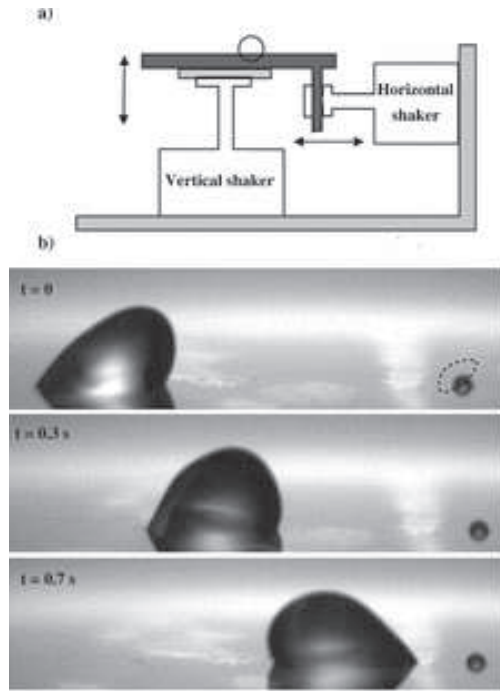 a)
Horizontal
shaker
Vertical shaker
b)
t = 0
t = 0.3 s
t = 0.7 s